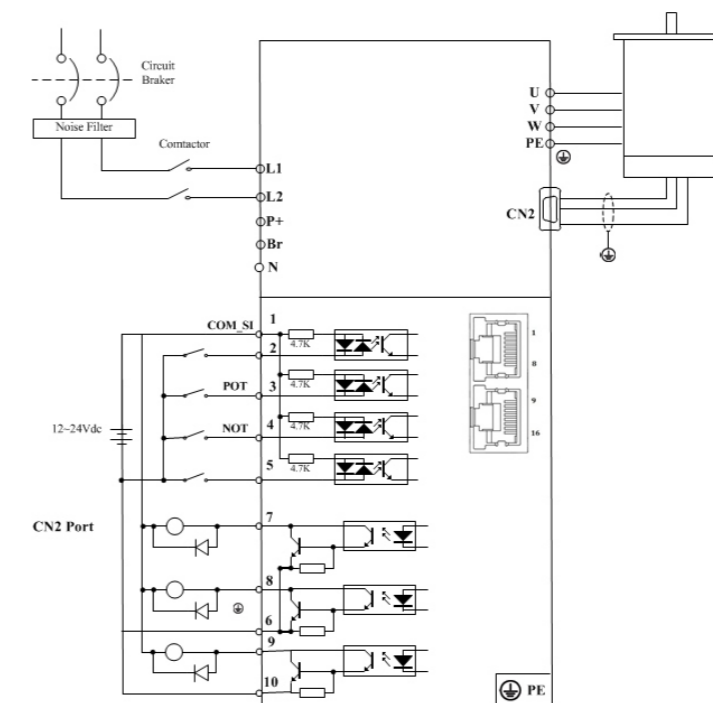 Circuit
Braker
Noise Filter
Comtactor
L1
L2
P+
Br
N
U
V
W
PE
CN2
COM_SI
1
4.7K
2
POT
3
4.7K
NOT
4
4.7K
5
4.7K
12~24Vdc
1
8
9
16
CN2 Port
7
8
6
9
10
PE